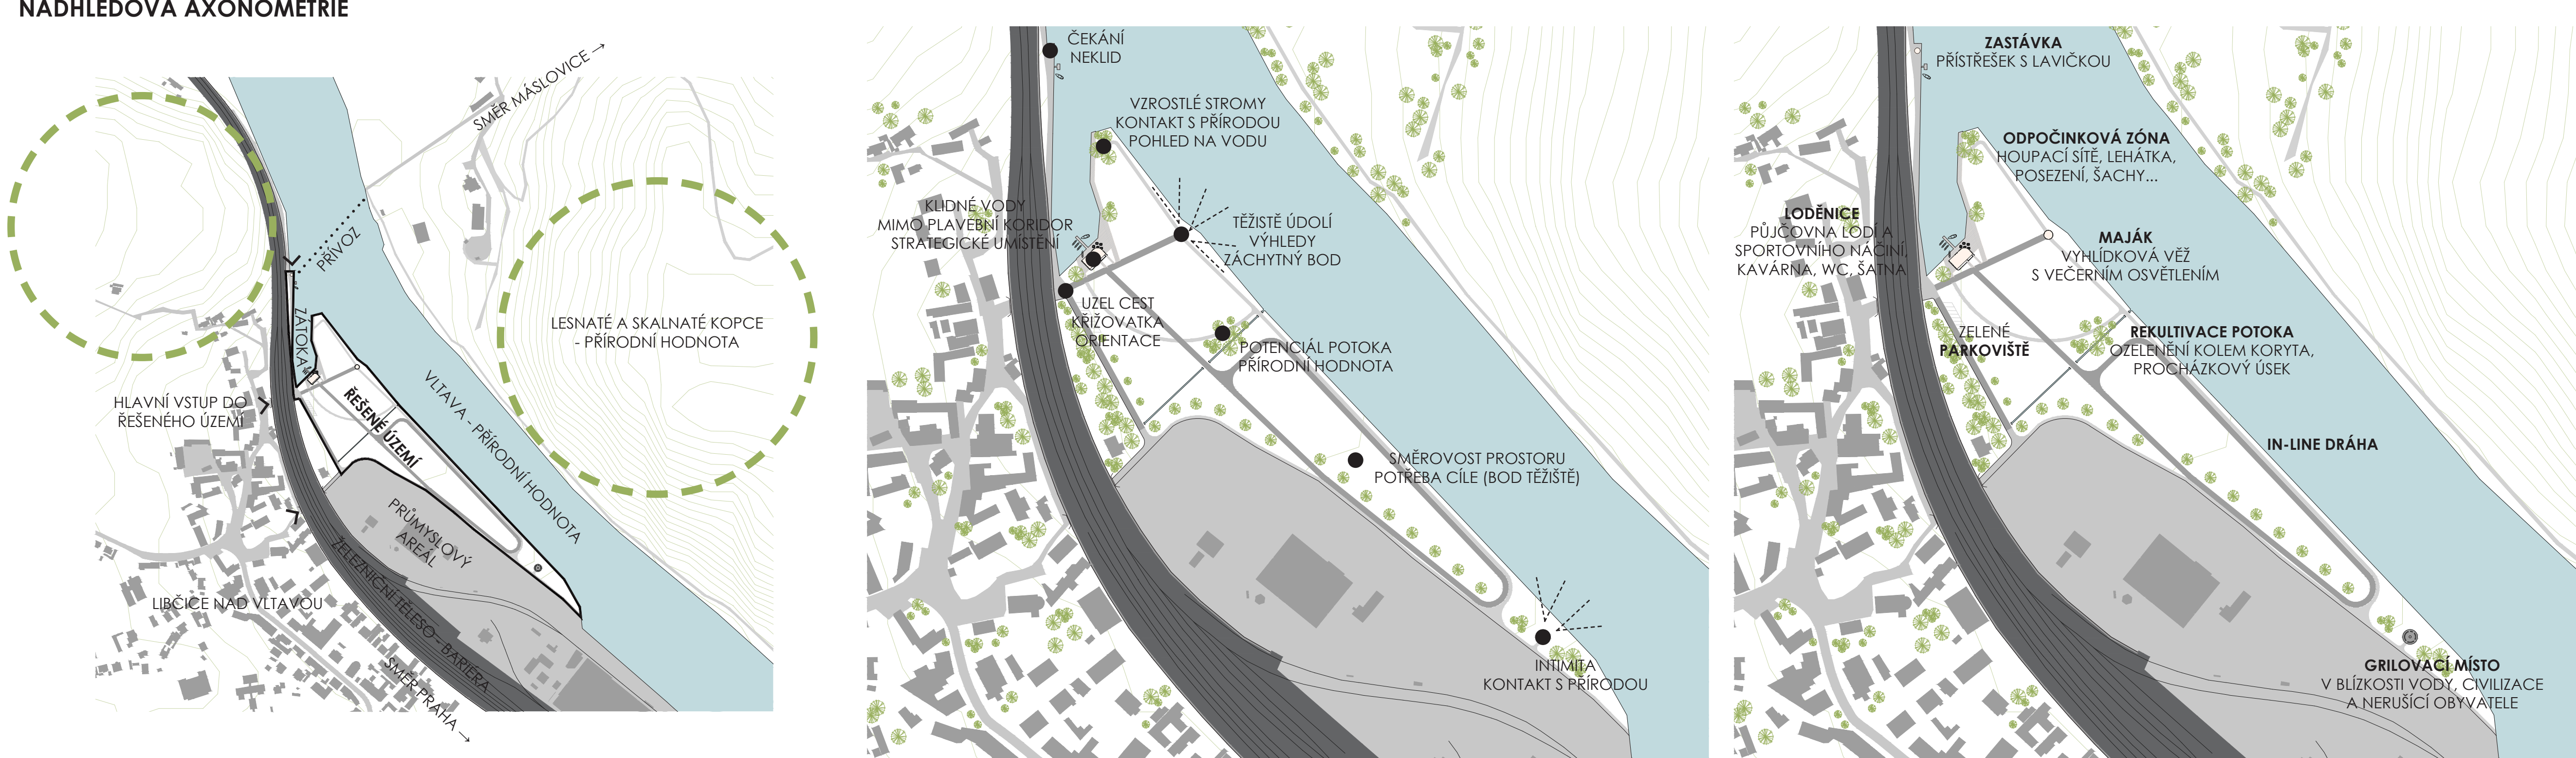 NADHLEDOVÁ AXONOMETRIE
SMĚR MÁSLOVICE →
PŘÍVOZ
ZÁTOKA
LESNATÉ A SKALNATÉ KOPCE
- PŘÍRODNÍ HODNOTA
HLAVNÍ VSTUP DO
ŘEŠENÉHO ÚZEMÍ
ŘEŠENÉ ÚZEMÍ
VLTAVA - PŘÍRODNÍ HODNOTA
PRŮMYSLOVÝ
AREÁL
ŽELEZNIČNÍ TĚLESO - BARIÉRA
LIBČICE NAD VLTAVOU
SMĚR PRAHA →
ČEKÁNÍ
NEKLID
VZROSTLÉ STROMY
KONTAKT S PŘÍRODOU
POHLED NA VODU
KLIDNÉ VODY
MIMO PLAVEBNÍ KORIDOR
STRATEGICKÉ UMÍSTĚNÍ
TĚŽIŠTĚ ÚDOLÍ
VÝHLEDY
ZÁCHYTNÝ BOD
UZEL CEST
KŘIŽOVATKA
ORIENTACE
POTENCIÁL POTOKA
PŘÍRODNÍ HODNOTA
SMĚROVOST PROSTORU
POTŘEBA CÍLE (BOD TĚŽIŠTĚ)
INTIMITA
KONTAKT S PŘÍRODOU
ZASTÁVKA
PŘÍSTŘEŠEK S LAVIČKOU
ODPOČINKOVÁ ZÓNA
HOUPACÍ SÍTĚ, LEHÁTKA,
POSEZENÍ, ŠACHY...
LODĚNICE
PŮJČOVNA LODÍ A
SPORTOVNÍHO NÁČINÍ,
KAVÁRNA, WC, ŠATNA
MAJÁK
VYHLÍDKOVÁ VĚŽ
S VEČERNÍM OSVĚTLENÍM
ZELENÉ
PARKOVIŠTĚ
REKULTIVACE POTOKA
OZELENĚNÍ KOLEM KORYTA,
PROCHÁZKOVÝ ÚSEK
IN-LINE DRÁHA
GRILOVACÍ MÍSTO
V BLÍZKOSTI VODY, CIVILIZACE
A NERUŠÍCÍ OBYVATELE